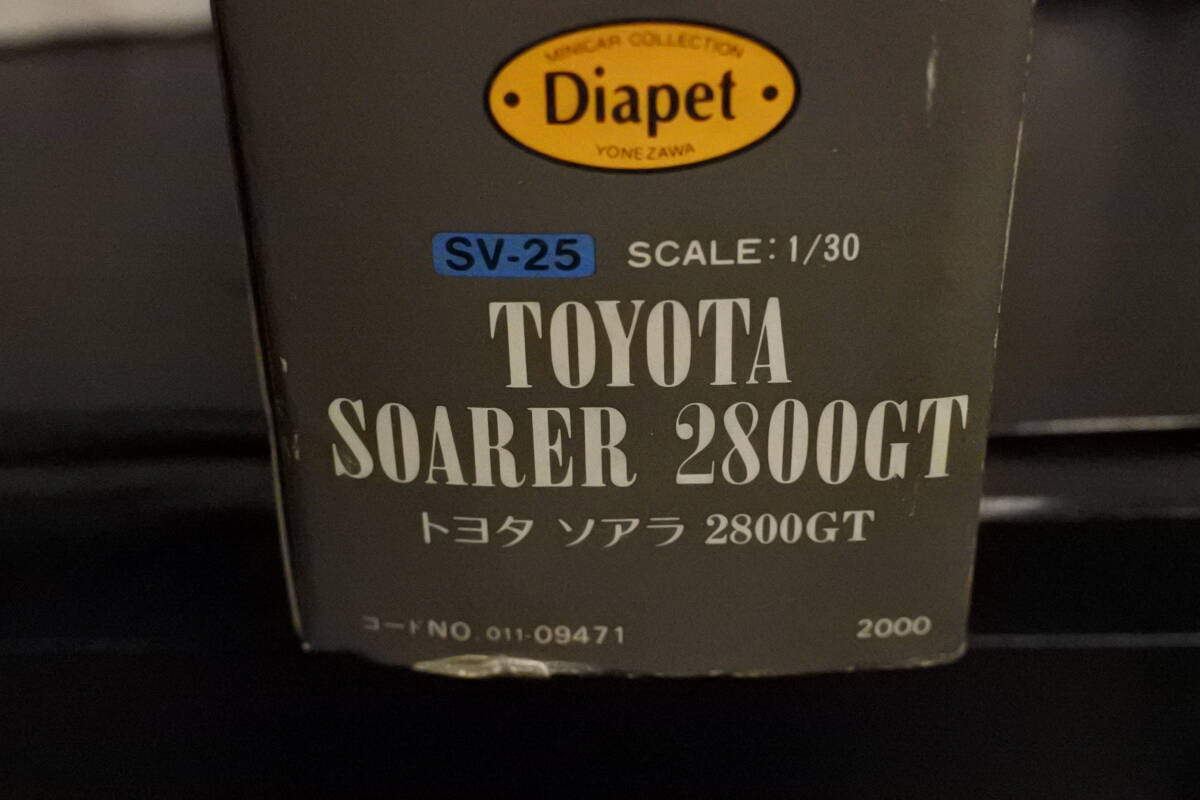 MINICAR COLLECTION
• Diapet •
YONEZAWA
SV-25 SCALE: 1/30
TOYOTA
SOARER 2800GT
トヨタ ソアラ 2800GT
コードNO. 011-09471 2000